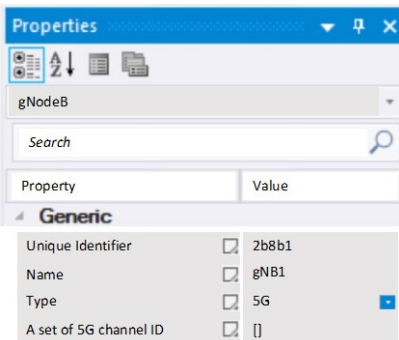 Properties
gNodeB
Search
Property Value
Generic
Unique Identifier 2b8b1
Name gNB1
Type 5G
A set of 5G channel ID []